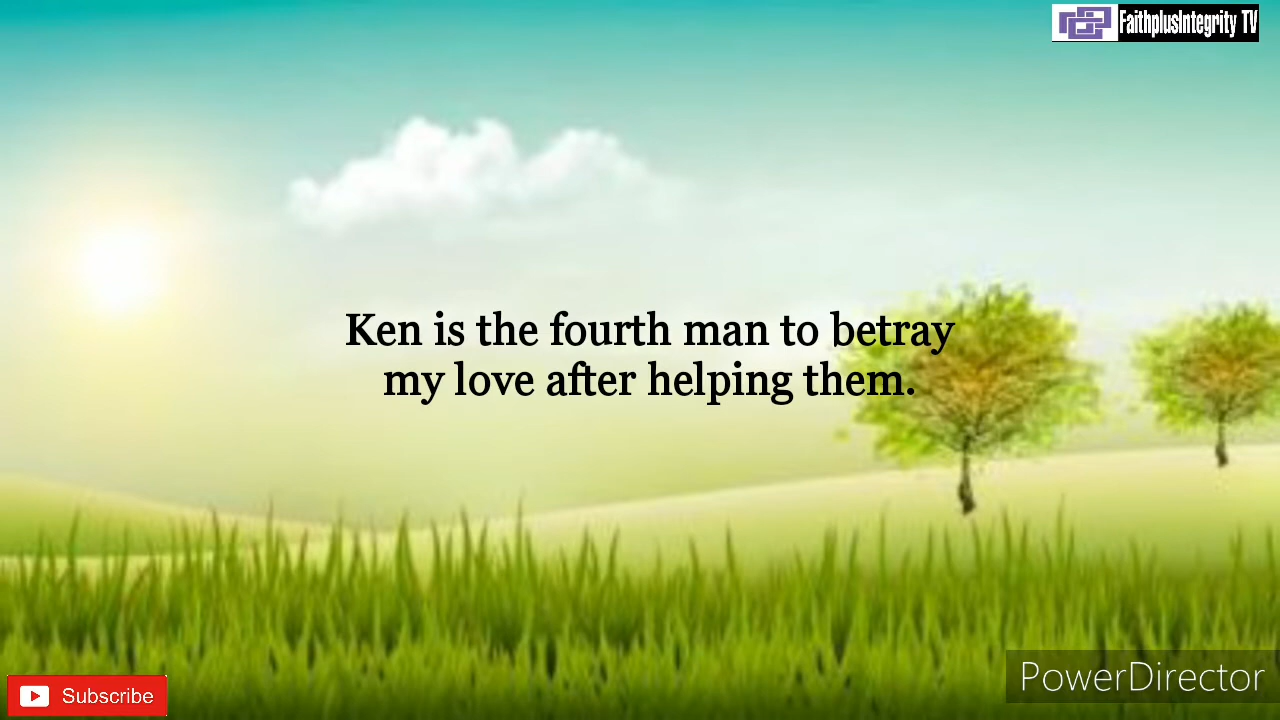 FaithplusIntegrity TV
Ken is the fourth man to betray
my love after helping them.
Subscribe
PowerDirector